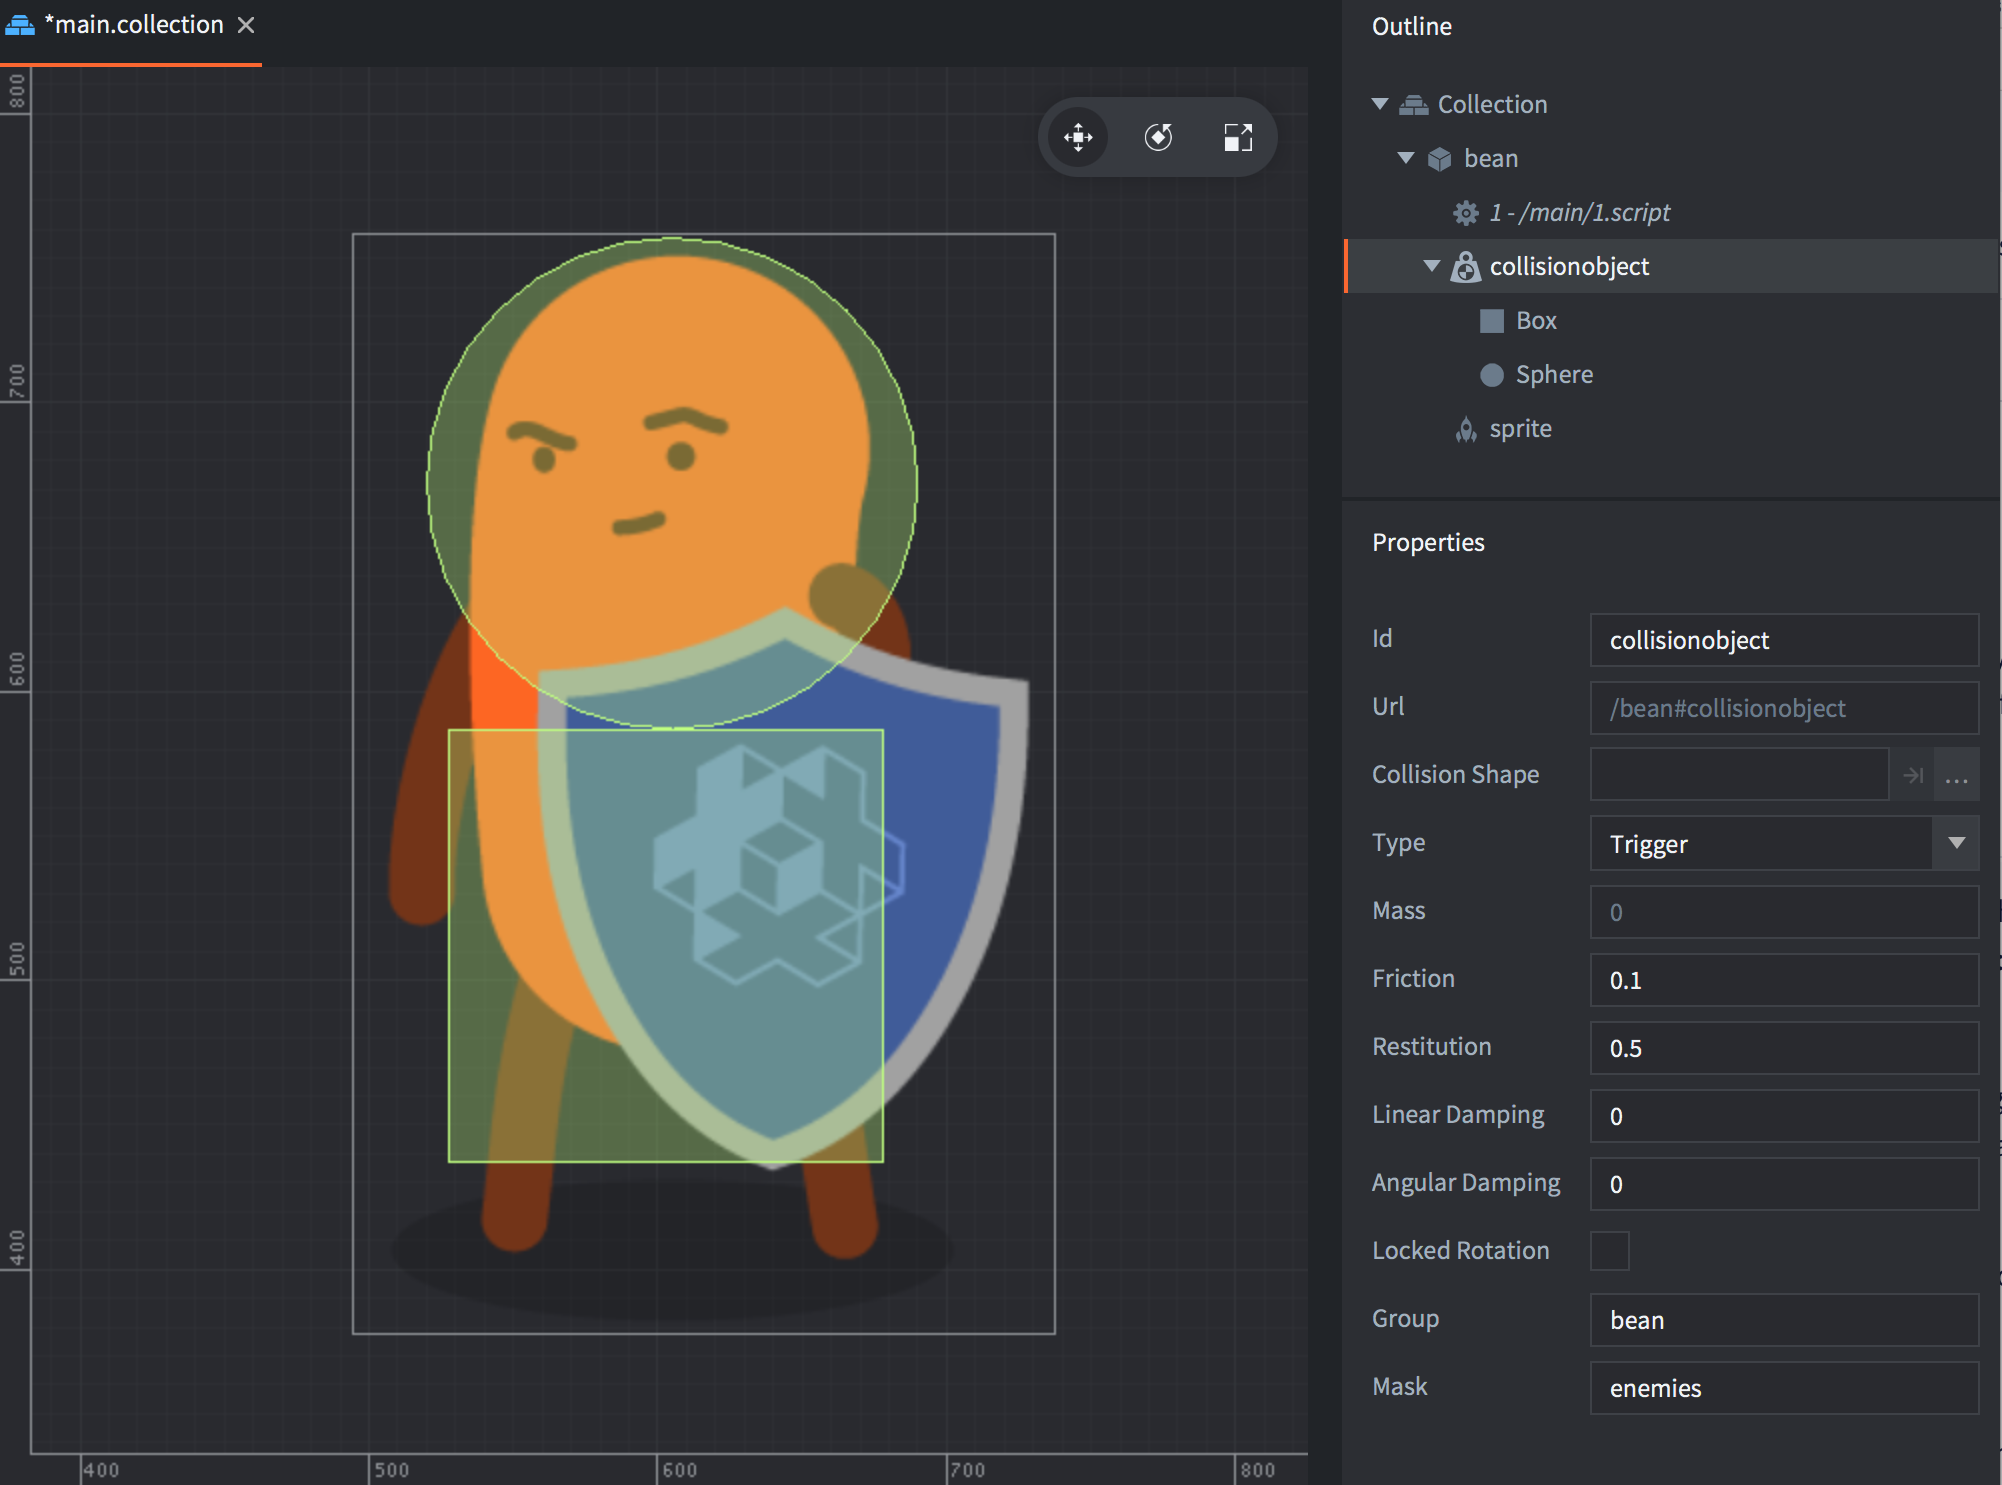 *main.collection
Outline
Collection
bean
1 - /main/1.script
collisionobject
Box
Sphere
sprite
Properties
Id collisionobject
Url /bean#collisionobject
Collision Shape ...
Type Trigger
Mass 0
Friction 0.1
Restitution 0.5
Linear Damping 0
Angular Damping 0
Locked Rotation
Group bean
Mask enemies
800
700
600
500
400
400 500 600 700 800